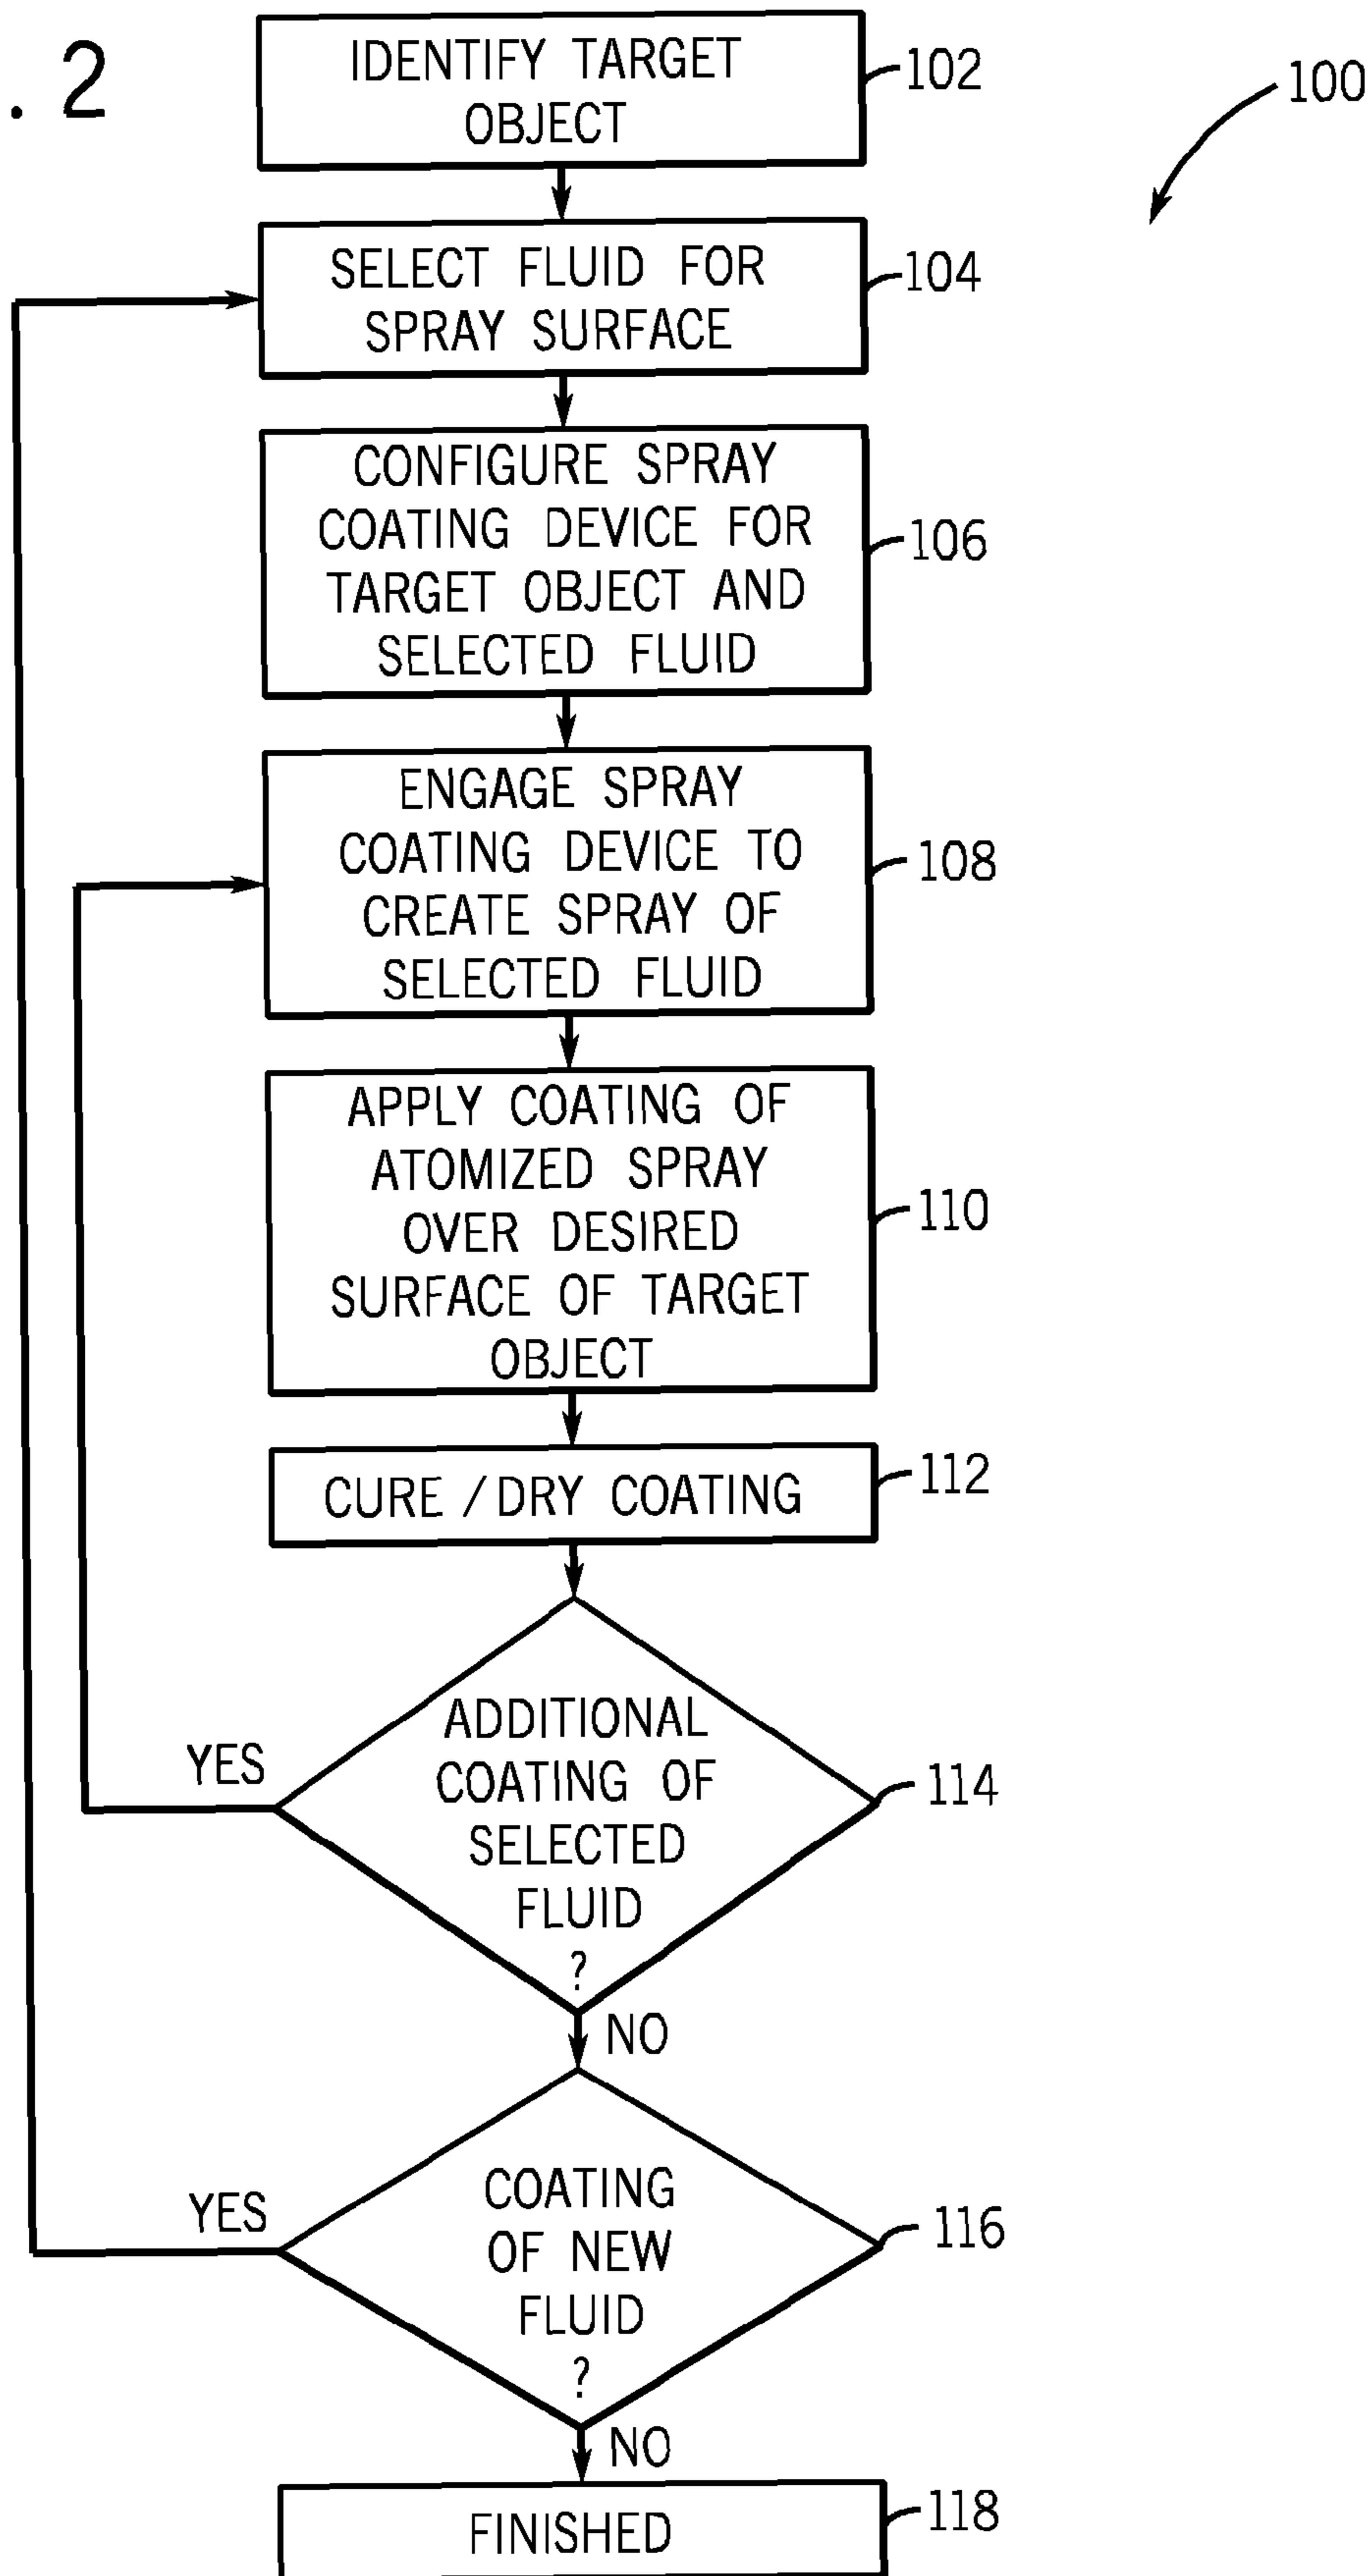 . 2
IDENTIFY TARGET
OBJECT
102
100
SELECT FLUID FOR
SPRAY SURFACE
104
CONFIGURE SPRAY
COATING DEVICE FOR
TARGET OBJECT AND
SELECTED FLUID
106
ENGAGE SPRAY
COATING DEVICE TO
CREATE SPRAY OF
SELECTED FLUID
108
APPLY COATING OF
ATOMIZED SPRAY
OVER DESIRED
SURFACE OF TARGET
OBJECT
110
CURE / DRY COATING
112
YES
ADDITIONAL
COATING OF
SELECTED
FLUID
?
114
NO
YES
COATING
OF NEW
FLUID
?
116
NO
FINISHED
118